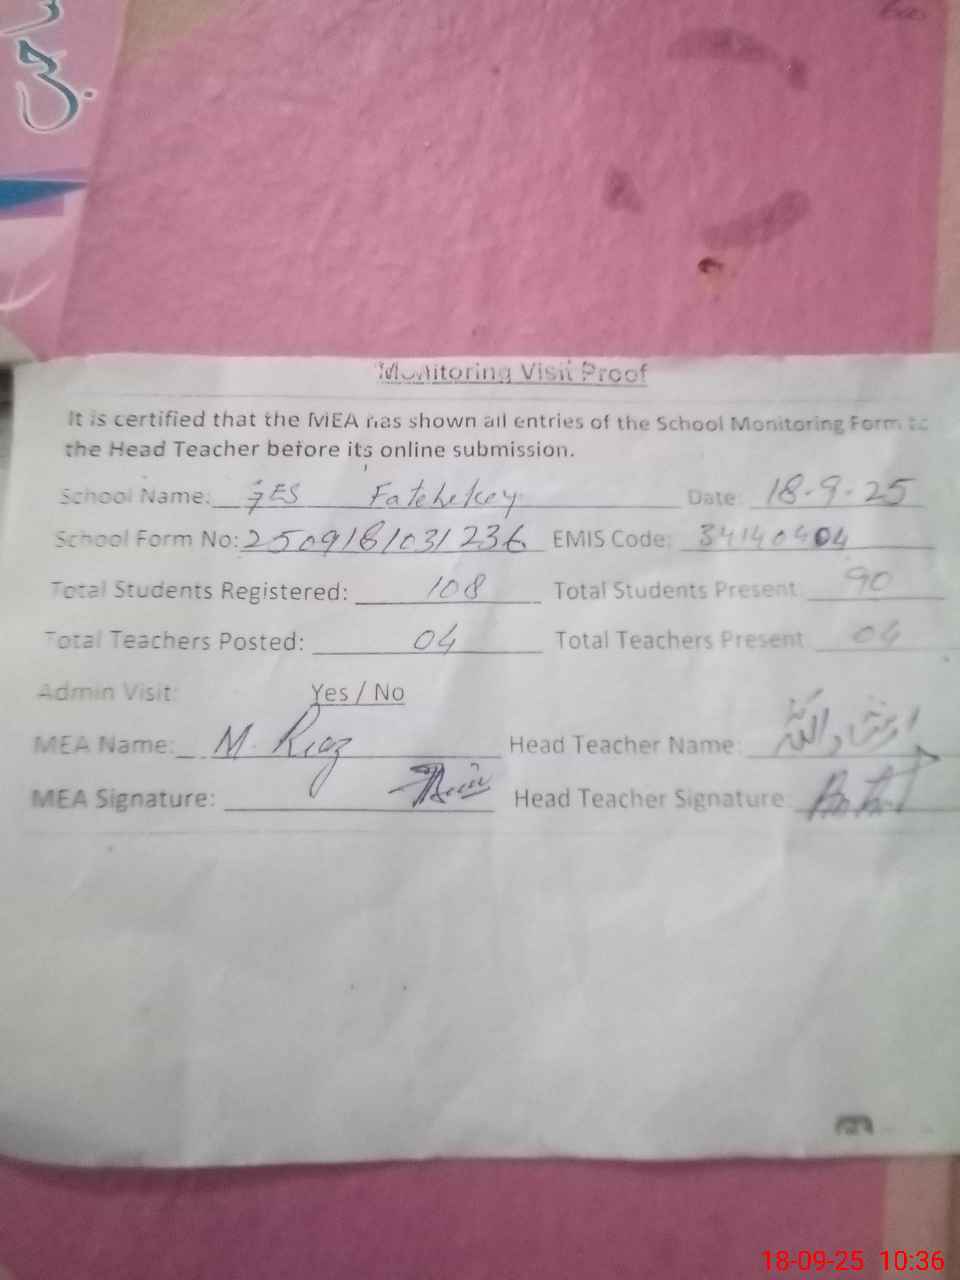 Monitoring Visit Proof
It is certified that the MEA has shown all entries of the School Monitoring Form to
the Head Teacher before its online submission.
School Name: GES Fatehekey Date: 18-9-25
School Form No: 2509181031236 EMIS Code: 34140404
Total Students Registered: 108 Total Students Present: 90
Total Teachers Posted: 04 Total Teachers Present 04
Admin Visit: Yes / No
MEA Name: M. Riaz Head Teacher Name: ارشاد اللہ
MEA Signature: Head Teacher Signature:
18-09-25 10:36